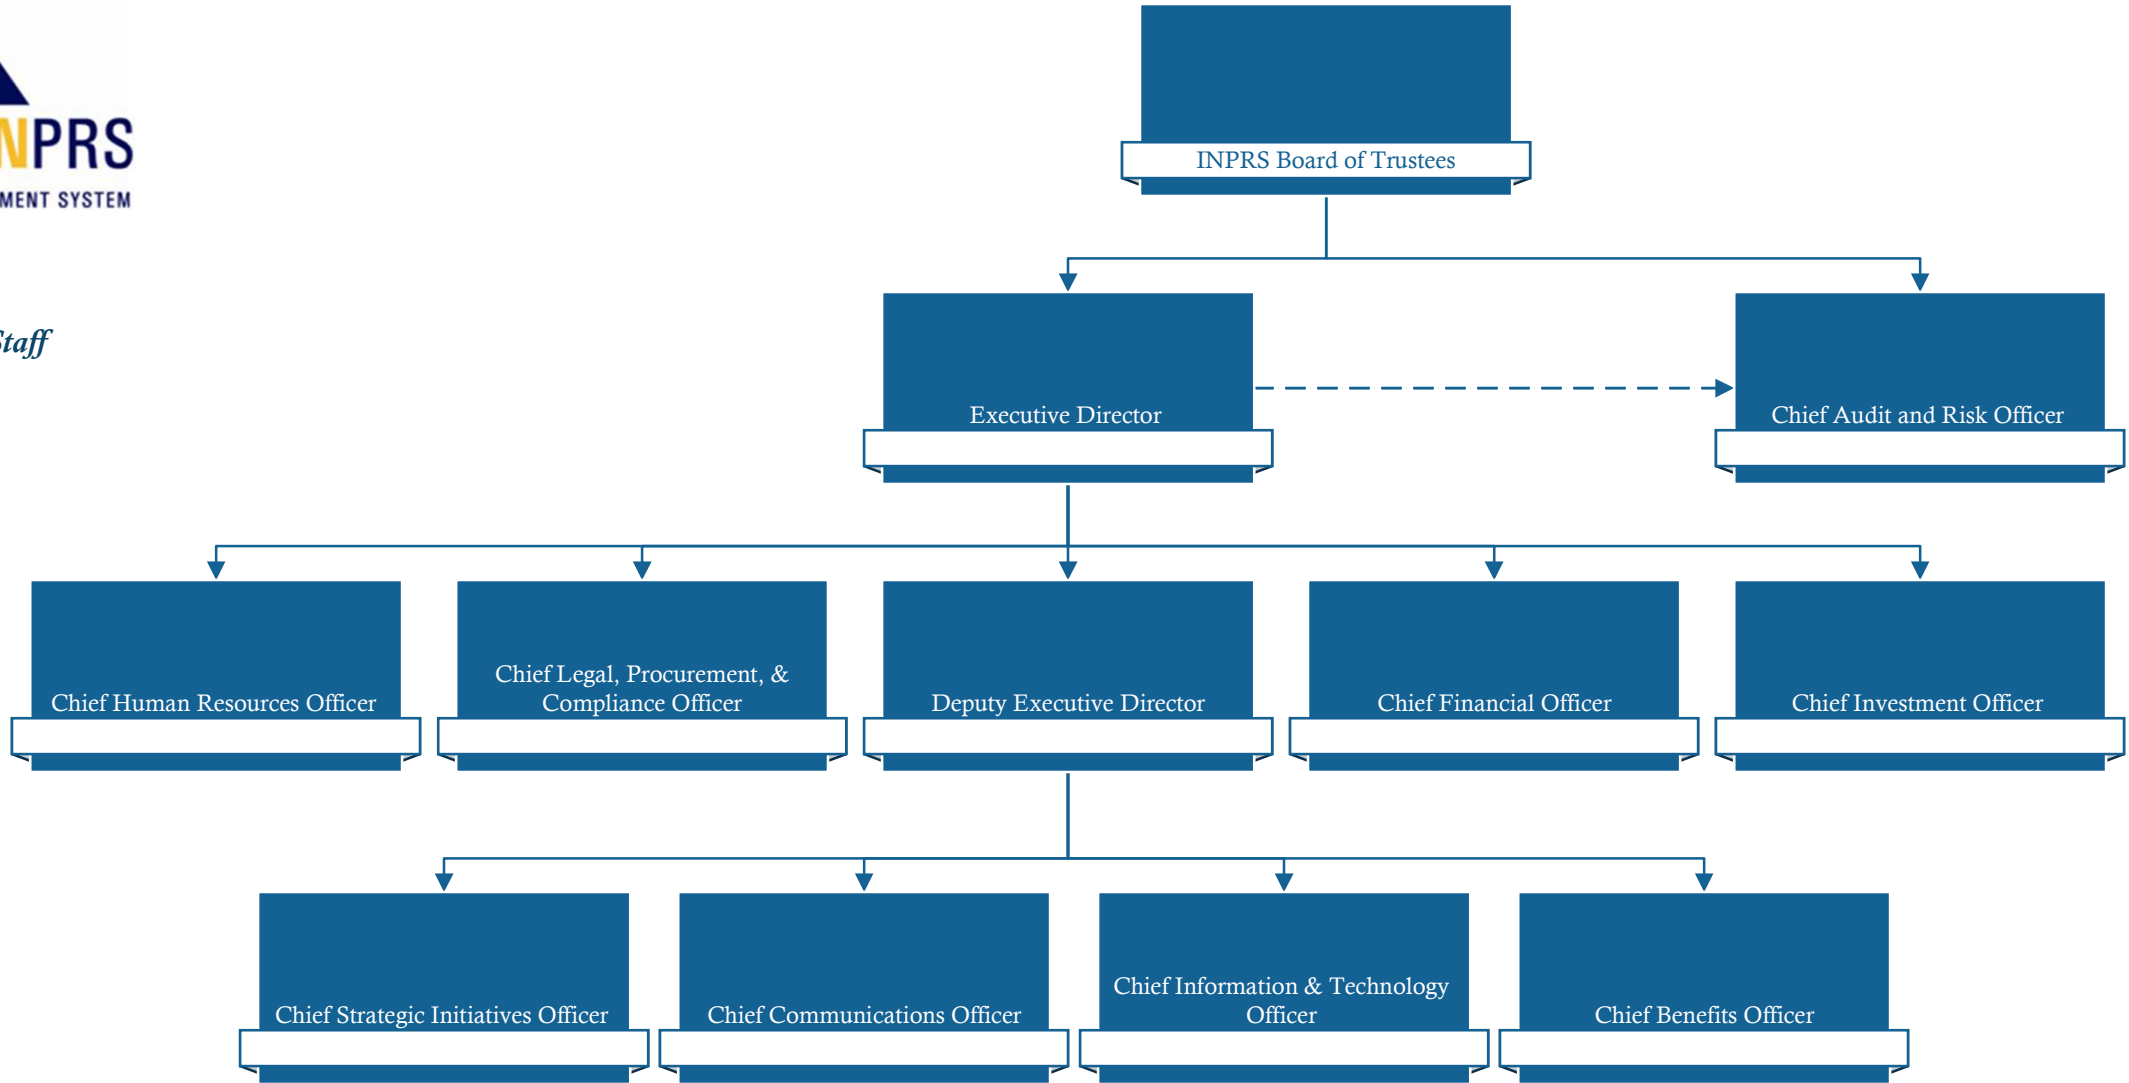 NPRS
MENT SYSTEM
Staff
INPRS Board of Trustees
Executive Director
Chief Audit and Risk Officer
Chief Human Resources Officer
Chief Legal, Procurement, &
Compliance Officer
Deputy Executive Director
Chief Financial Officer
Chief Investment Officer
Chief Strategic Initiatives Officer
Chief Communications Officer
Chief Information & Technology
Officer
Chief Benefits Officer